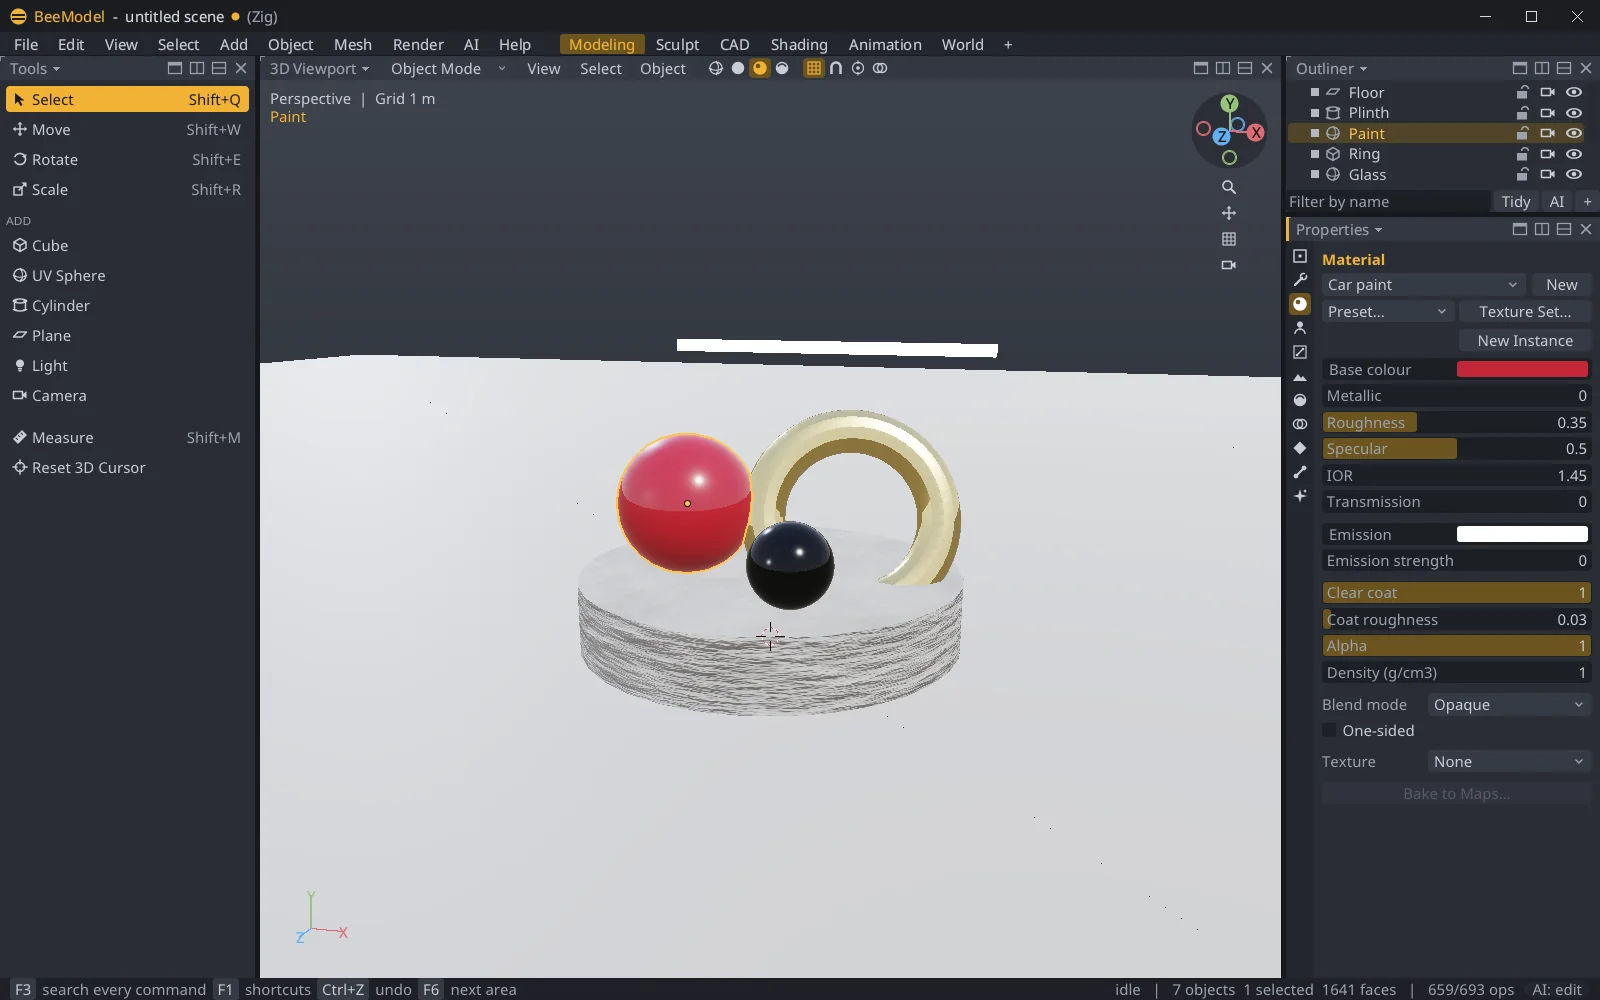 BeeModel - untitled scene (Zig)
File Edit View Select Add Object Mesh Render AI Help Modeling Sculpt CAD Shading Animation World +
Tools
Select Shift+Q
Move Shift+W
Rotate Shift+E
Scale Shift+R
ADD
Cube
UV Sphere
Cylinder
Plane
Light
Camera
Measure Shift+M
Reset 3D Cursor
3D Viewport Object Mode View Select Object
Perspective | Grid 1 m
Paint
Y
Z X
Y
Z X
Outliner
Floor
Plinth
Paint
Ring
Glass
Filter by name Tidy AI +
Properties
Material
Car paint New
Preset... Texture Set...
New Instance
Base colour
Metallic 0
Roughness 0.35
Specular 0.5
IOR 1.45
Transmission 0
Emission
Emission strength 0
Clear coat 1
Coat roughness 0.03
Alpha 1
Density (g/cm3) 1
Blend mode Opaque
One-sided
Texture None
Bake to Maps...
F3 search every command F1 shortcuts Ctrl+Z undo F6 next area
idle | 7 objects 1 selected 1641 faces | 659/693 ops AI: edit